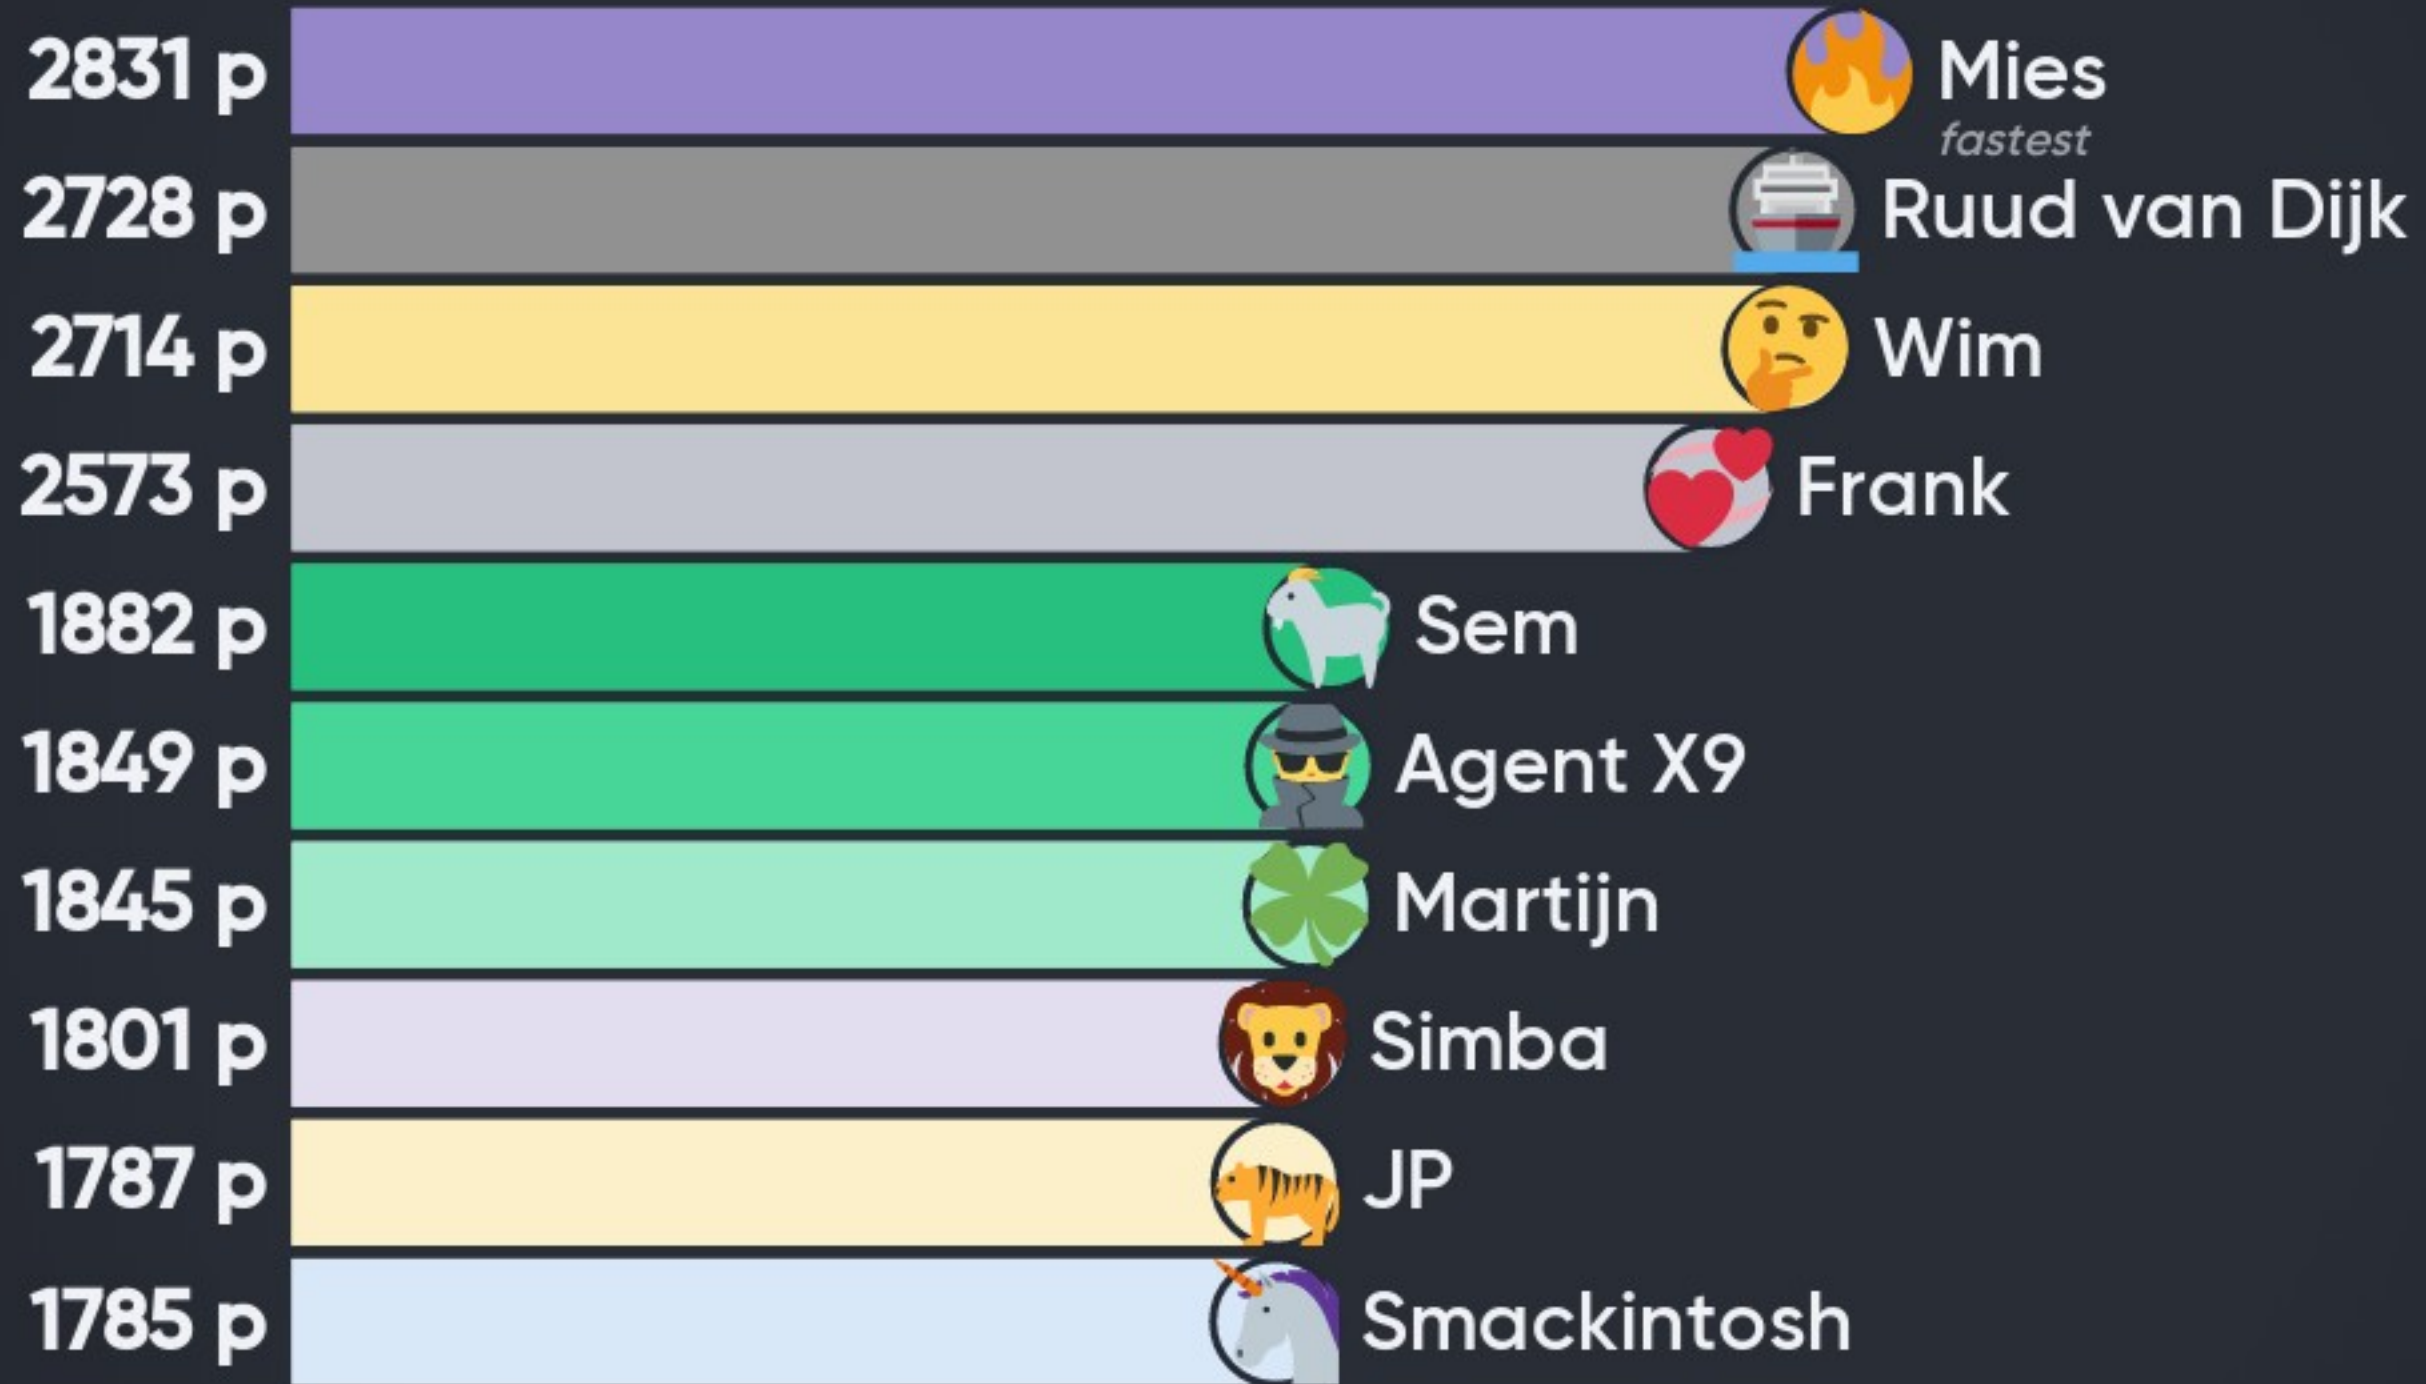 2831 p Mies
fastest
2728 p Ruud van Dijk
2714 p Wim
2573 p Frank
1882 p Sem
1849 p Agent X9
1845 p Martijn
1801 p Simba
1787 p JP
1785 p Smackintosh